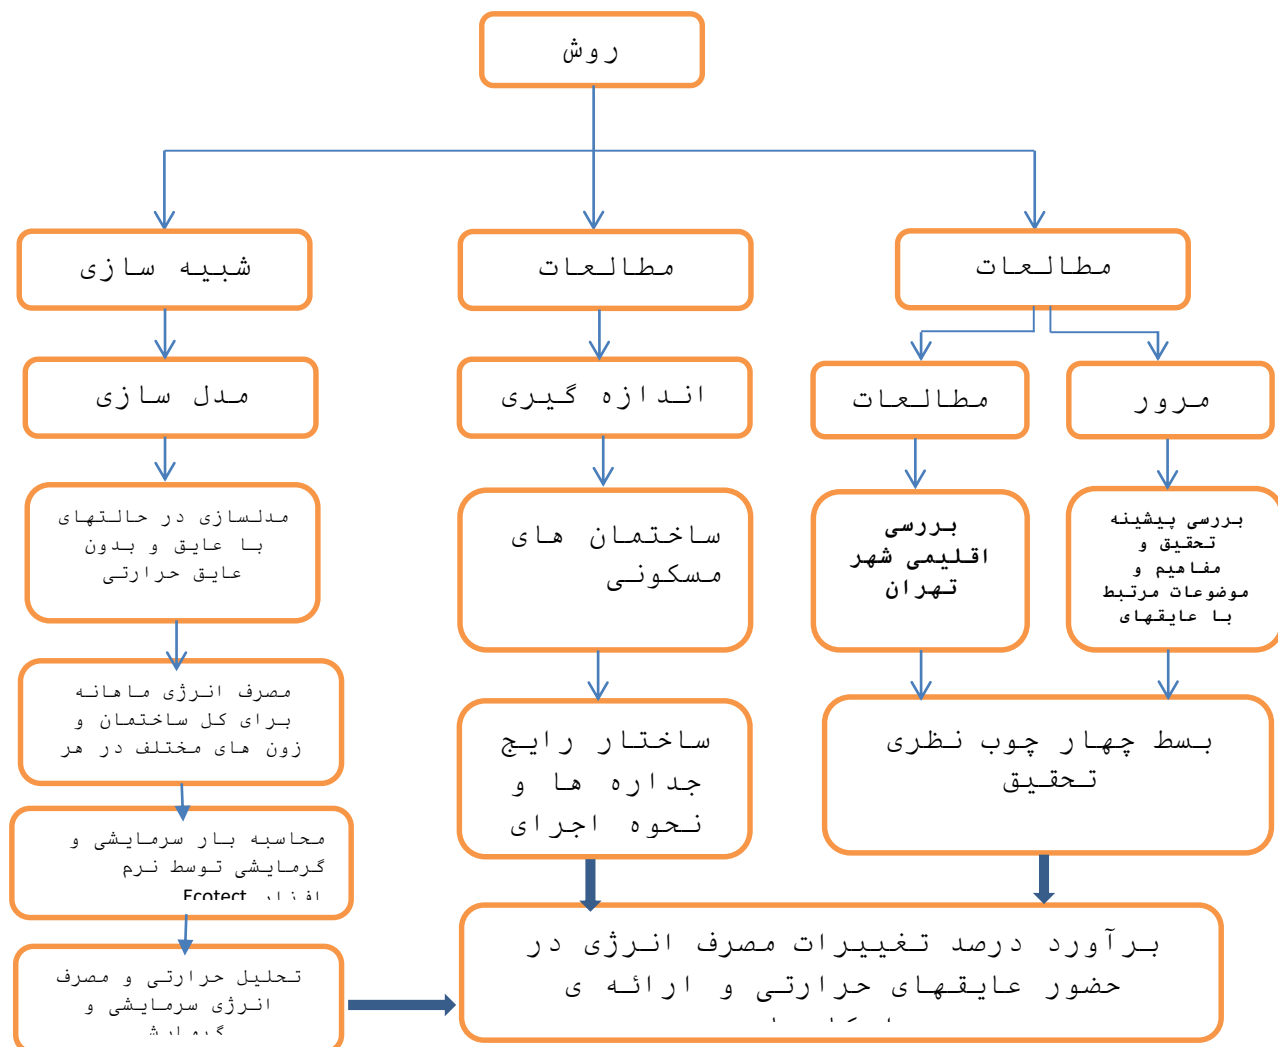 روش
مطالعات
مطالعات
شبیه سازی
مرور
مطالعات
اندازه گیری
مدل سازی
بررسی پیشینه
تحقیق و
مفاهیم و
موضوعات مرتبط
با عایقهای
بررسی
اقلیمی شهر
تهران
ساختمان های
مسکونی
مدلسازی در حالتهای
با عایق و بدون
عایق حرارتی
بسط چهار چوب نظری
تحقیق
ساختار رایج
جداره ها و
نحوه اجرای
مصرف انرژی ماهانه
برای کل ساختمان و
زون های مختلف در هر
محاسبه بار سرمایشی و
گرمایشی توسط نرم
افزار Ecotect
تحلیل حرارتی و مصرف
انرژی سرمایشی و
گرمایش
برآورد درصد تغییرات مصرف انرژی در
حضور عایقهای حرارتی و ارائه ی